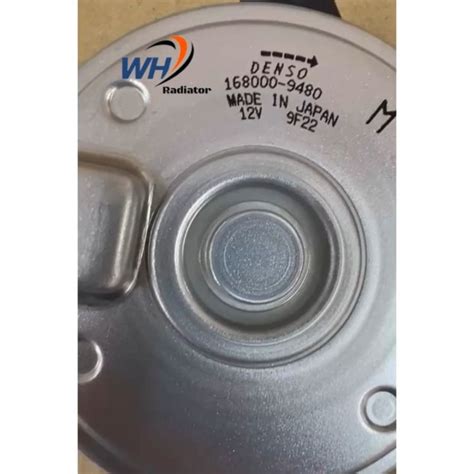 WH
Radiator
DENSO
168000-9480
MADE IN JAPAN
12V 9F22
M